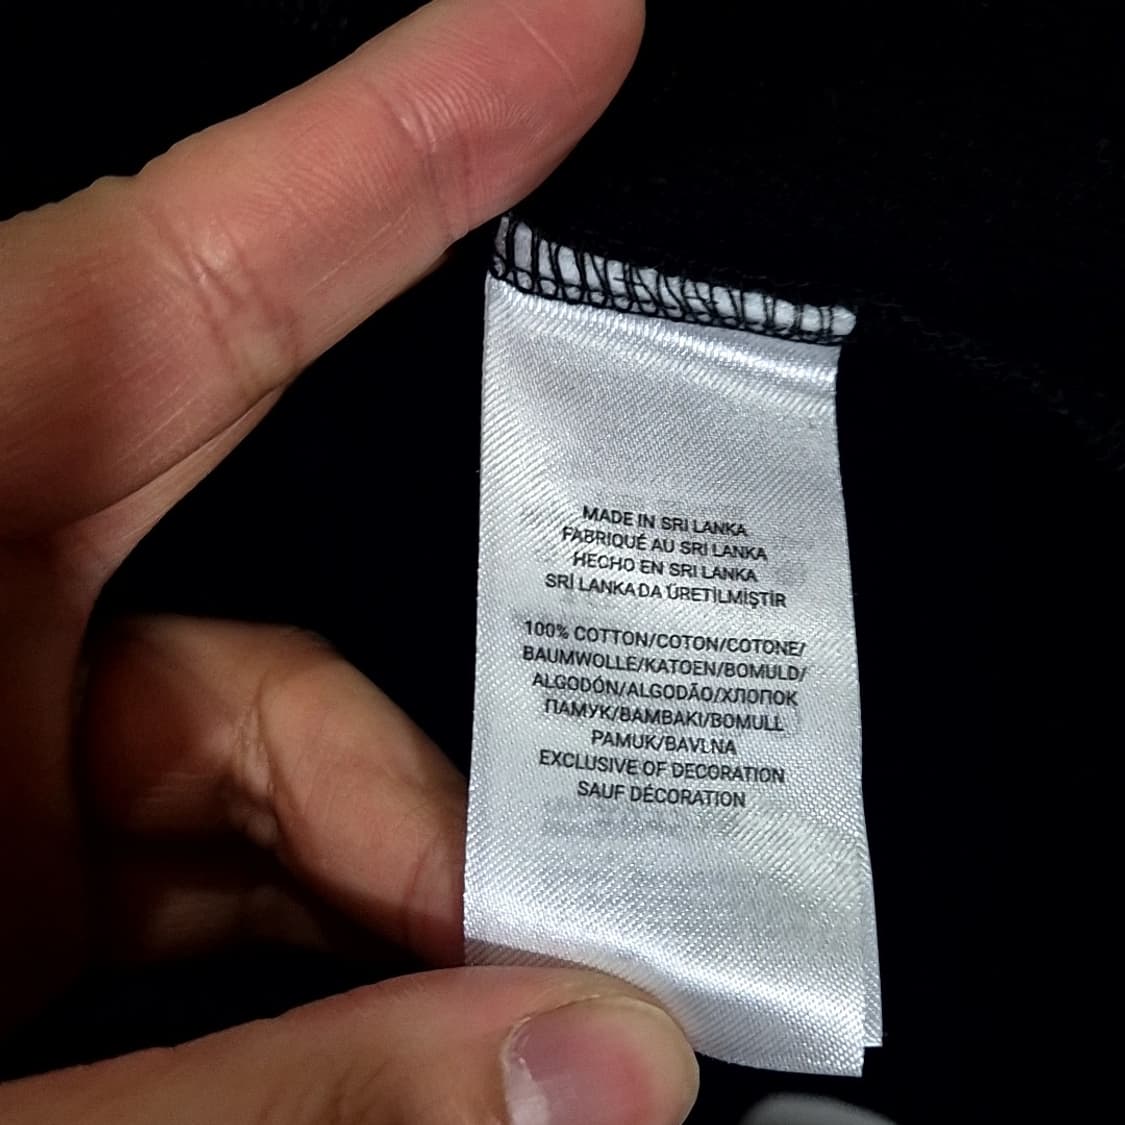 MADE IN SRI LANKA
FABRIQUÉ AU SRI LANKA
HECHO EN SRI LANKA
SRİ LANKA DA ÜRETİLMİŞTİR
100% COTTON/COTON/COTONE/
BAUMWOLLE/KATOEN/BOMULD/
ALGODÓN/ALGODÃO/ХЛОПОК
ПАМУК/ΒΑΜΒΑΚΙ/BOMULL
PAMUK/BAVLNA
EXCLUSIVE OF DECORATION
SAUF DÉCORATION